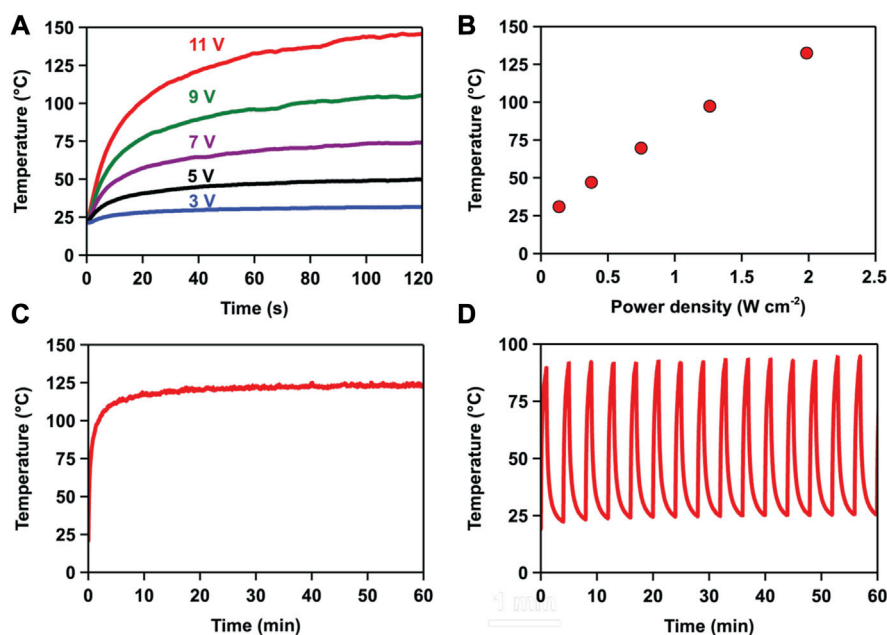 A
150
125
100
75
50
25
0
Temperature (°C)
11 V
9 V
7 V
5 V
3 V
0 20 40 60 80 100 120
Time (s)
B
150
125
100
75
50
25
0
Temperature (°C)
0 0.5 1 1.5 2 2.5
Power density (W cm-2)
C
150
125
100
75
50
25
0
Temperature (°C)
0 10 20 30 40 50 60
Time (min)
D
100
75
50
25
0
Temperature (°C)
0 10 20 30 40 50 60
1 min
Time (min)